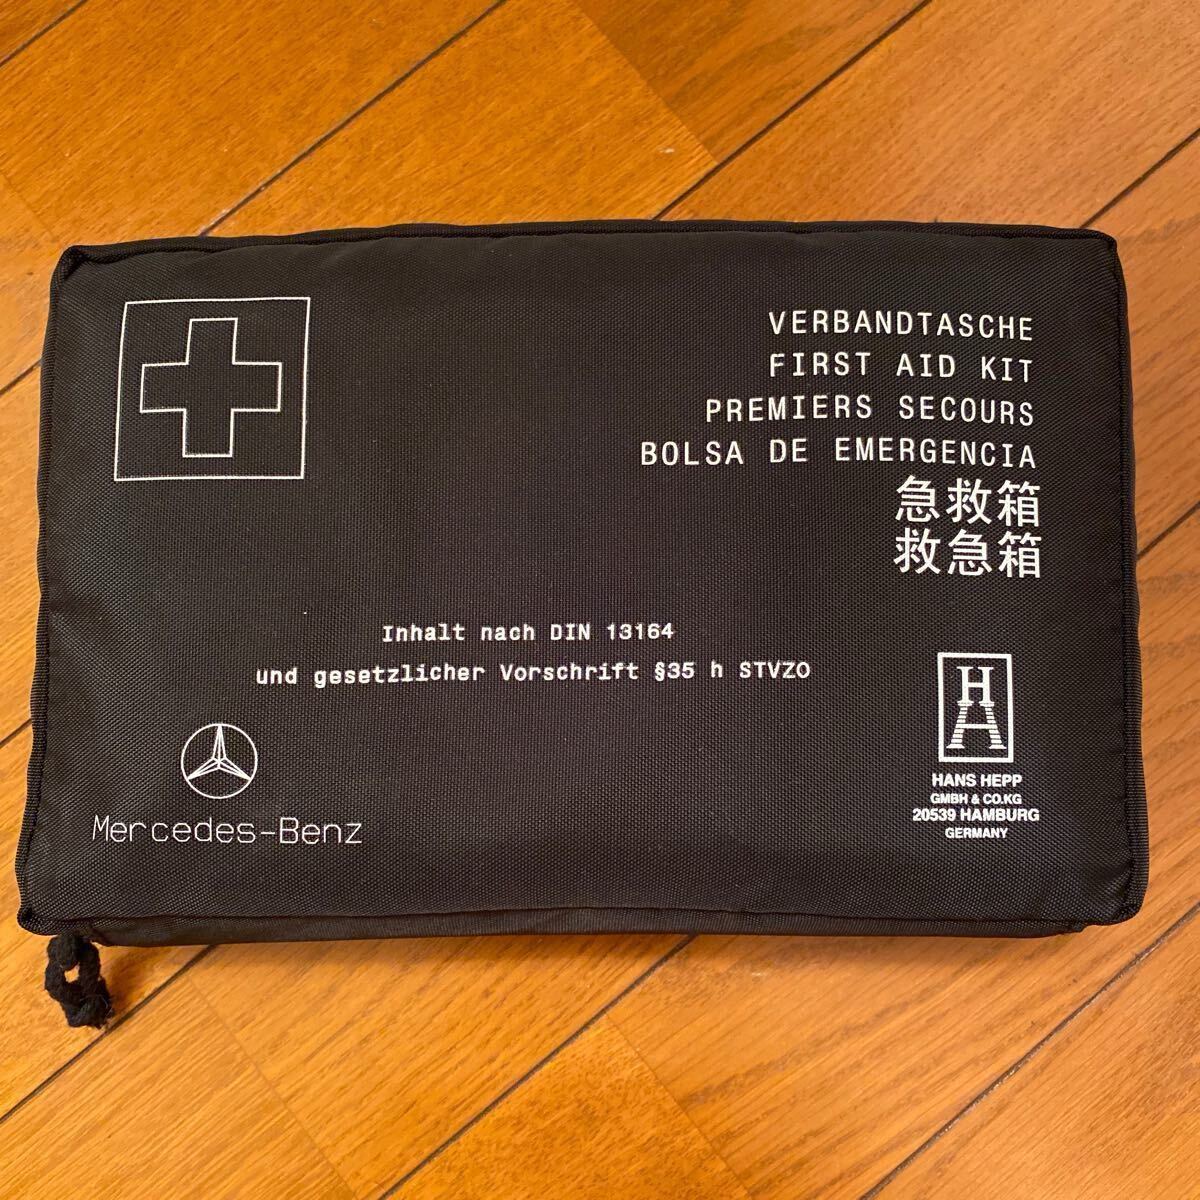 VERBANDTASCHE
FIRST AID KIT
PREMIERS SECOURS
BOLSA DE EMERGENCIA
急救箱
救急箱
Inhalt nach DIN 13164
und gesetzlicher Vorschrift §35 h STVZO
Mercedes-Benz
HA
HANS HEPP
GMBH & CO.KG
20539 HAMBURG
GERMANY